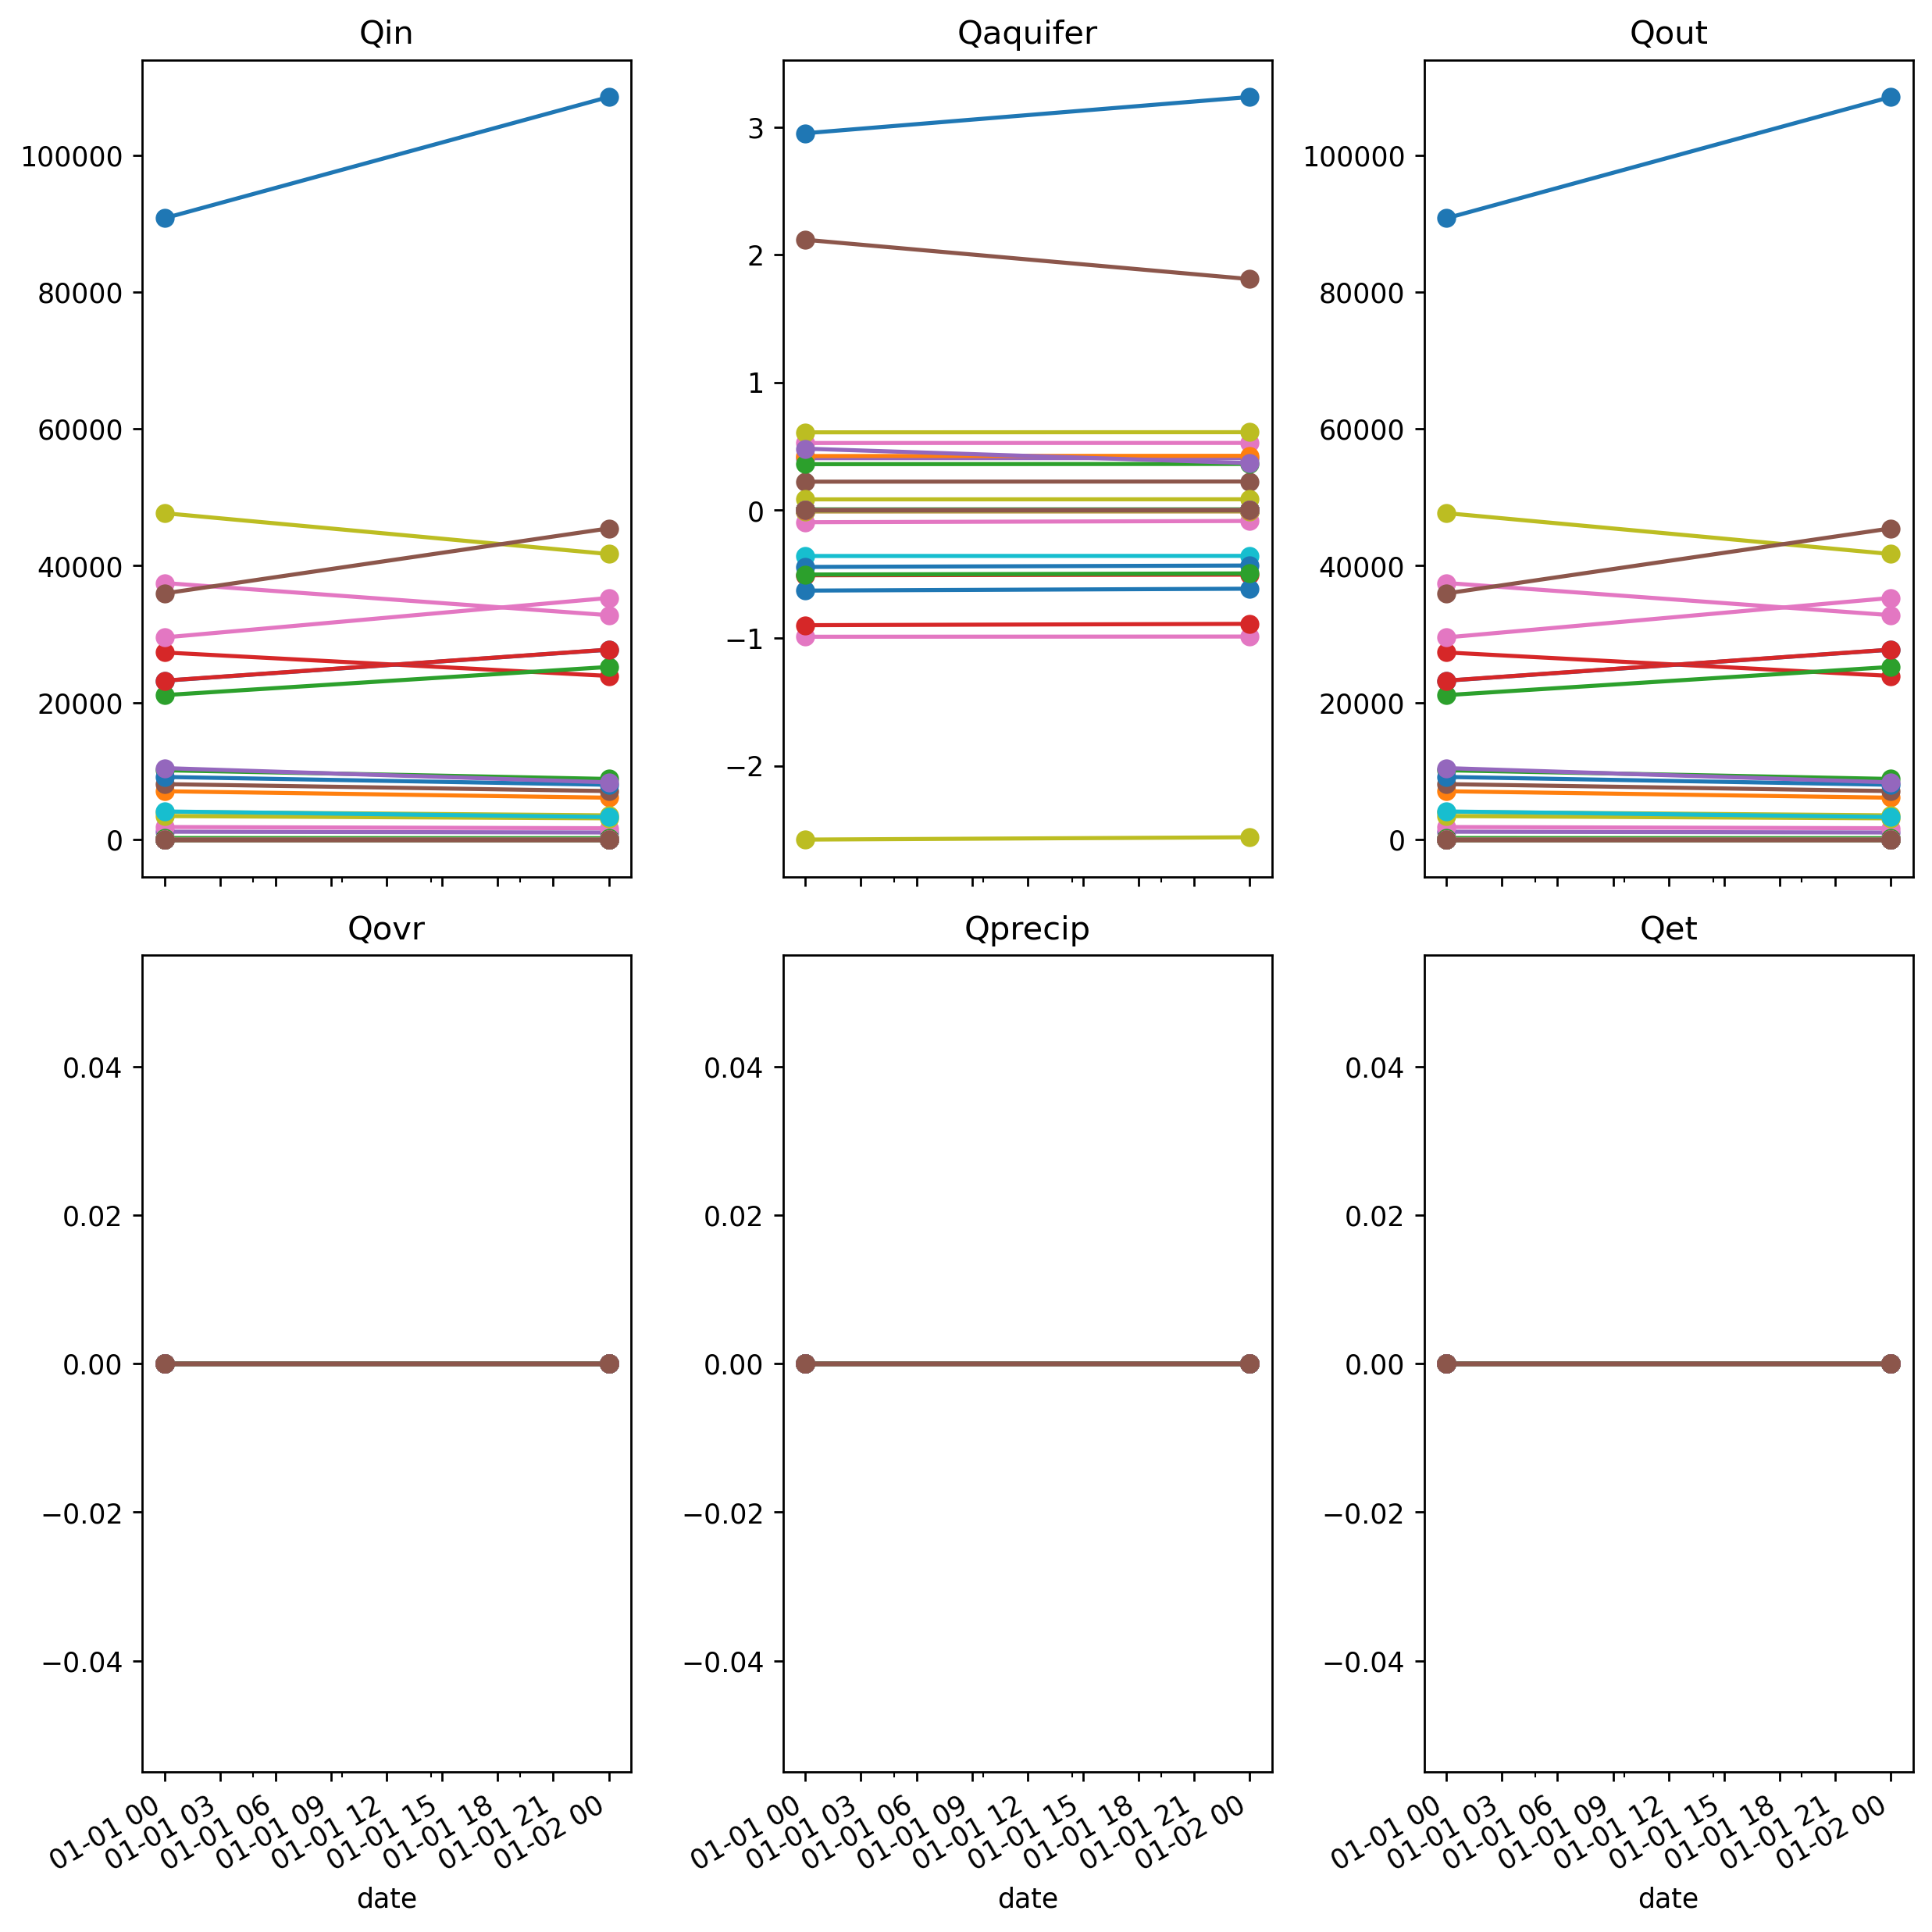 Qin Qaquifer Qout
100000 3 100000
80000 2 80000
60000 1 60000
40000 0 40000
20000 −1 20000
0 −2 0
Qovr Qprecip Qet
0.04 0.04 0.04
0.02 0.02 0.02
0.00 0.00 0.00
−0.02 −0.02 −0.02
−0.04 −0.04 −0.04
01-01 00 01-01 03 01-01 06 01-01 09 01-01 12 01-01 15 01-01 18 01-01 21 01-02 00
01-01 00 01-01 03 01-01 06 01-01 09 01-01 12 01-01 15 01-01 18 01-01 21 01-02 00
01-01 00 01-01 03 01-01 06 01-01 09 01-01 12 01-01 15 01-01 18 01-01 21 01-02 00
date date date